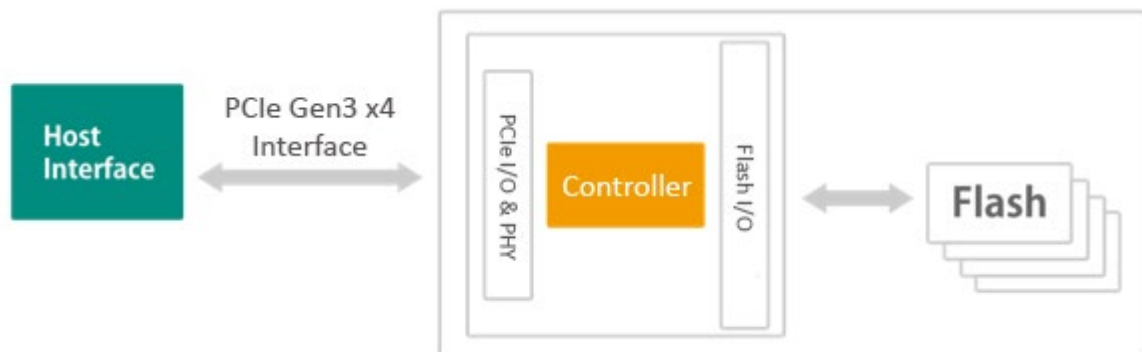 Host
Interface
PCIe Gen3 x4
Interface
PCIe I/O & PHY
Controller
Flash I/O
Flash